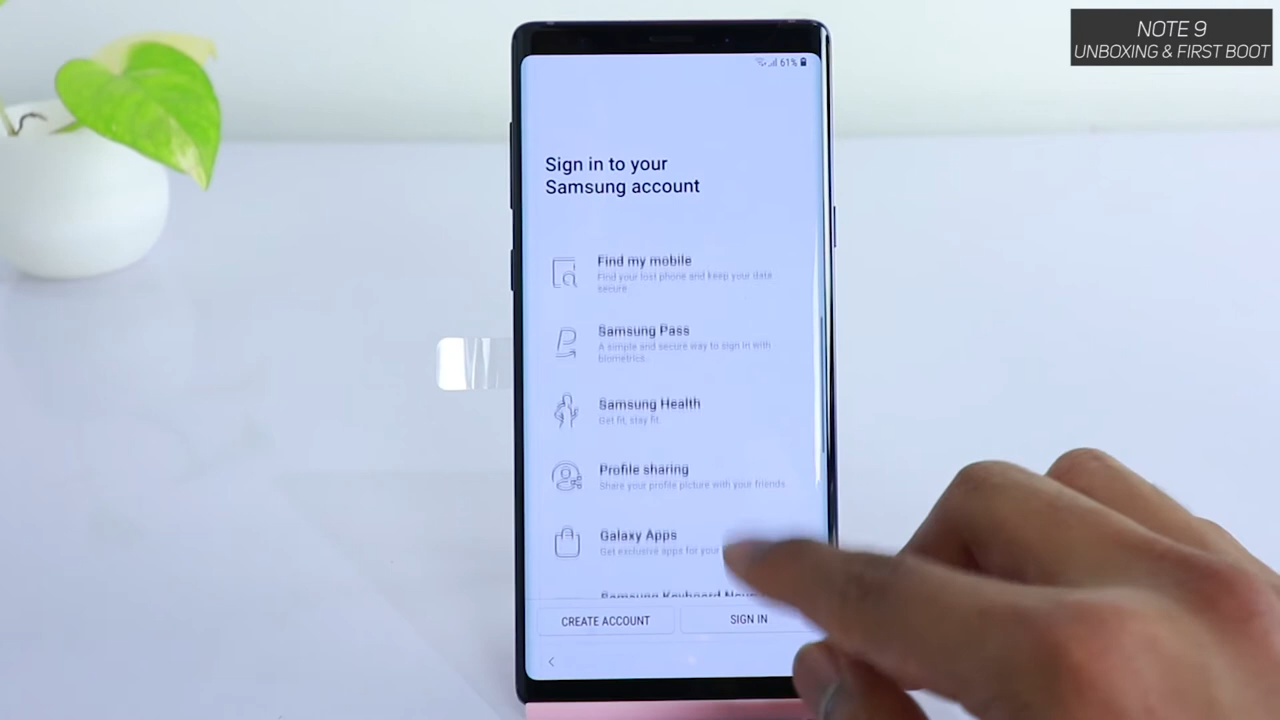 NOTE 9
UNBOXING & FIRST BOOT
61%
Sign in to your
Samsung account
Find my mobile
Find your lost phone and keep your data
secure.
Samsung Pass
A simple and secure way to sign in with
biometrics.
Samsung Health
Get fit, stay fit.
Profile sharing
Share your profile picture with your friends.
Galaxy Apps
Get exclusive apps for your
Samsung Keyboard
CREATE ACCOUNT
SIGN IN